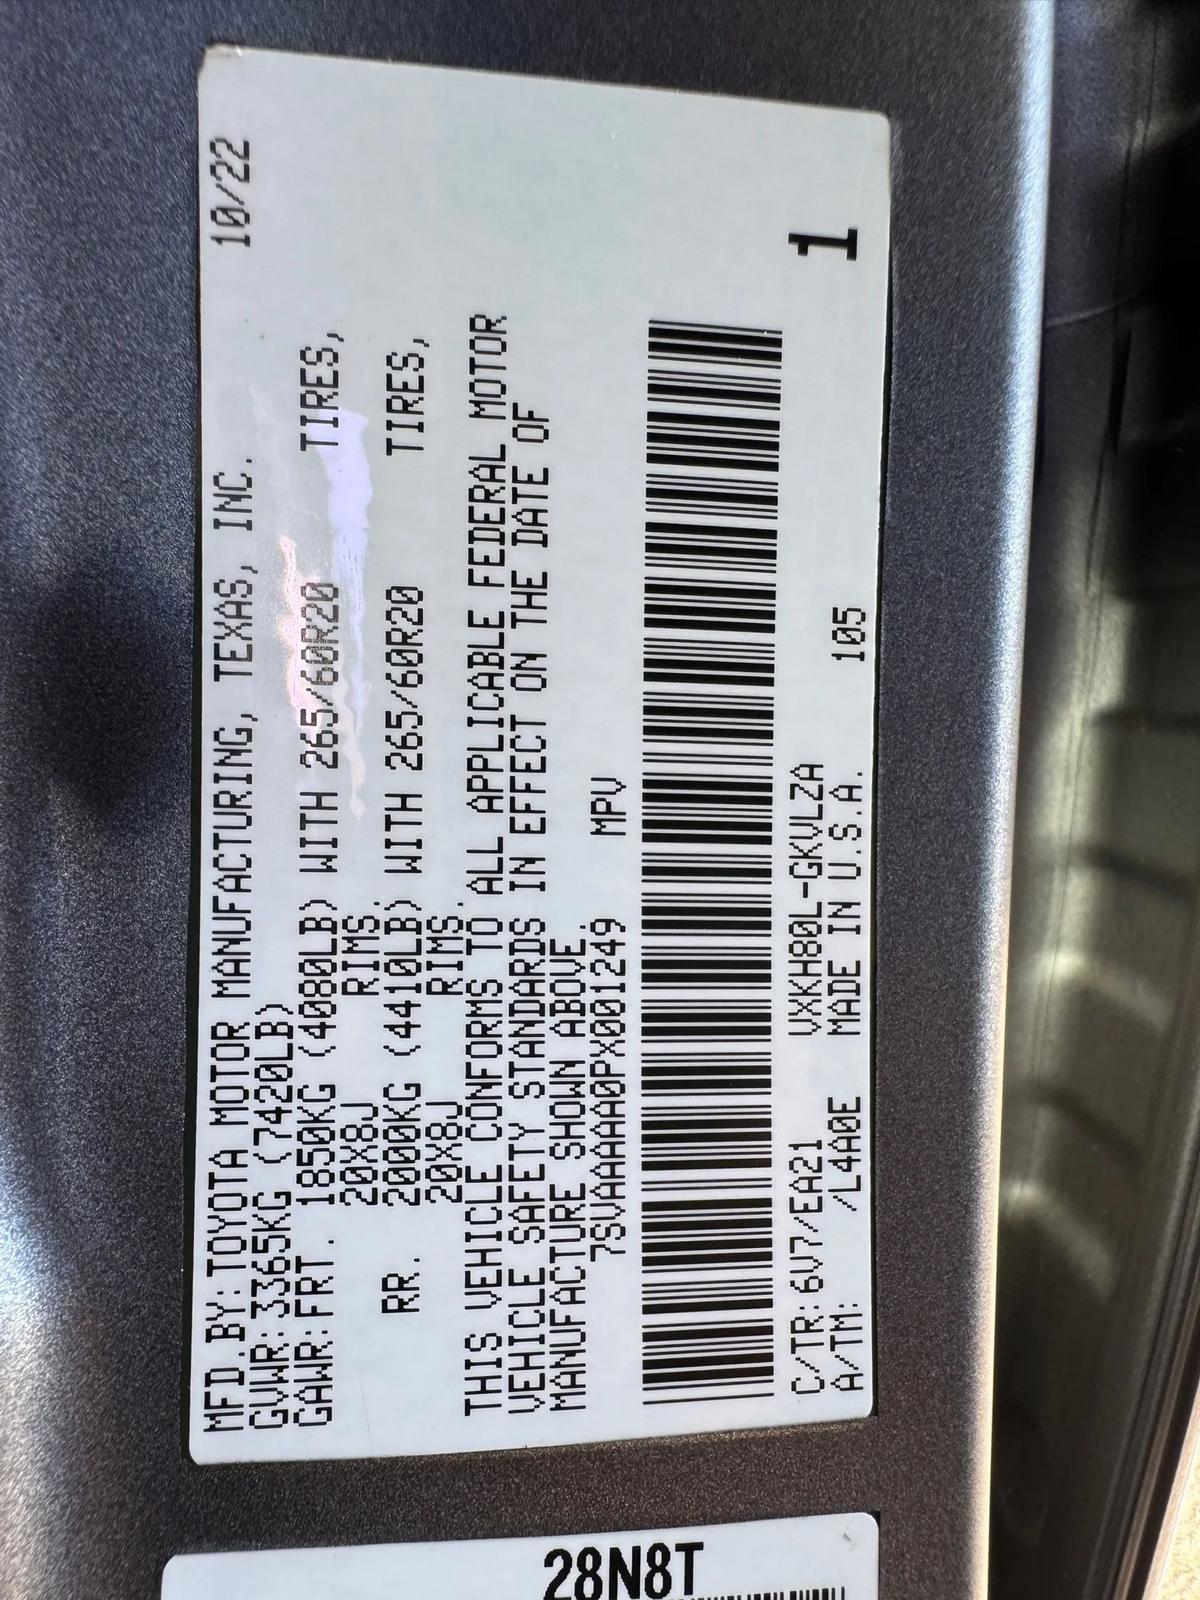 MFD.BY:TOYOTA MOTOR MANUFACTURING, TEXAS, INC. 10/22
GVWR:3365KG (7420LB)
GAWR:FRT. 1850KG (4080LB) WITH 265/60R20 TIRES,
20X8J RIMS.
RR. 2000KG (4410LB) WITH 265/60R20 TIRES,
20X8J RIMS.
THIS VEHICLE CONFORMS TO ALL APPLICABLE FEDERAL MOTOR
VEHICLE SAFETY STANDARDS IN EFFECT ON THE DATE OF
MANUFACTURE SHOWN ABOVE.
7SVAAABA0PX001249 MPV
C/TR:6V7/EA21 VXKH80L-GKVLZA 1
A/TM: /L4A0E MADE IN U.S.A. 105
28N8T